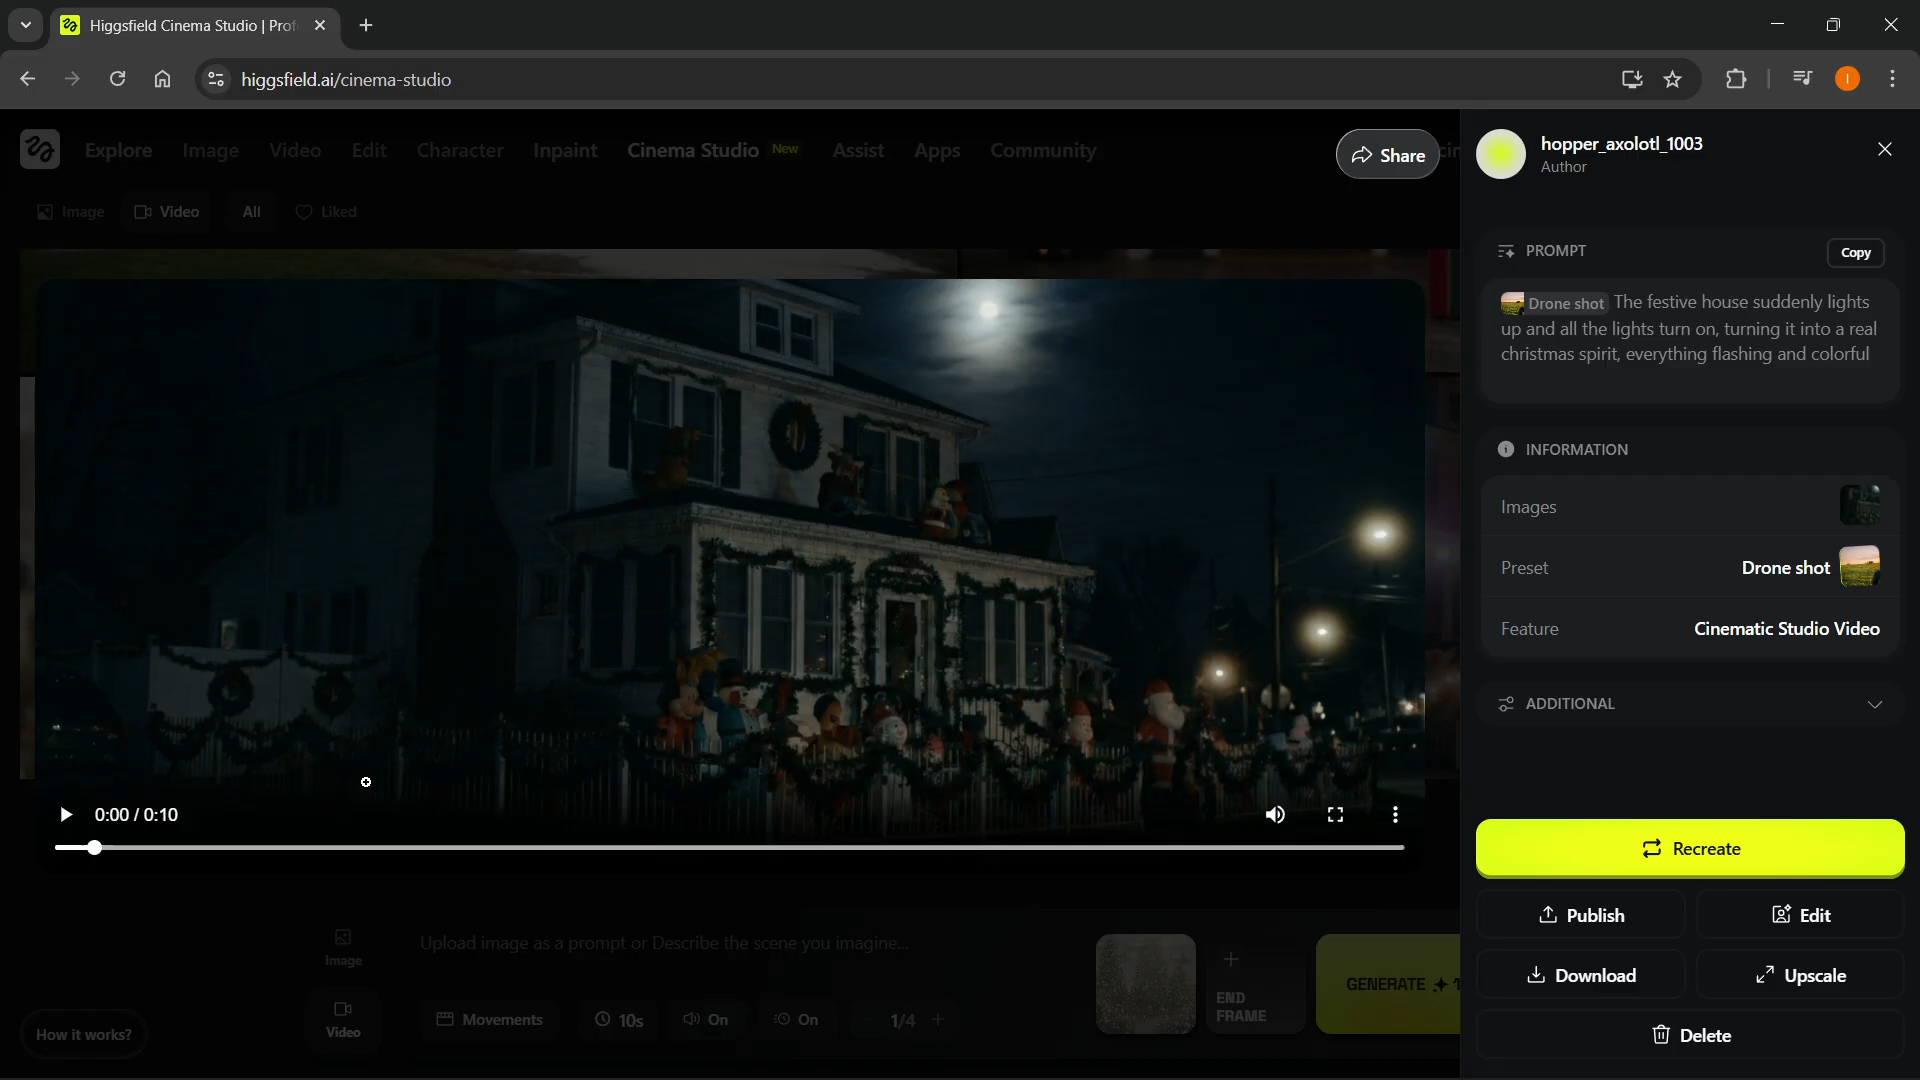 Higgsfield Cinema Studio | Prof
higgsfield.ai/cinema-studio
I
Explore
Image
Video
Edit
Character
Inpaint
Cinema Studio New
Assist
Apps
Community
Share
Image
Video
All
Liked
0:00 / 0:10
Image
Video
Upload image as a prompt or Describe the scene you imagine...
Movements
10s
On
On
1/4
END
FRAME
GENERATE
How it works?
hopper_axolotl_1003
Author
PROMPT
Copy
Drone shot The festive house suddenly lights
up and all the lights turn on, turning it into a real
christmas spirit, everything flashing and colorful
INFORMATION
Images
Preset Drone shot
Feature Cinematic Studio Video
ADDITIONAL
Recreate
Publish
Edit
Download
Upscale
Delete